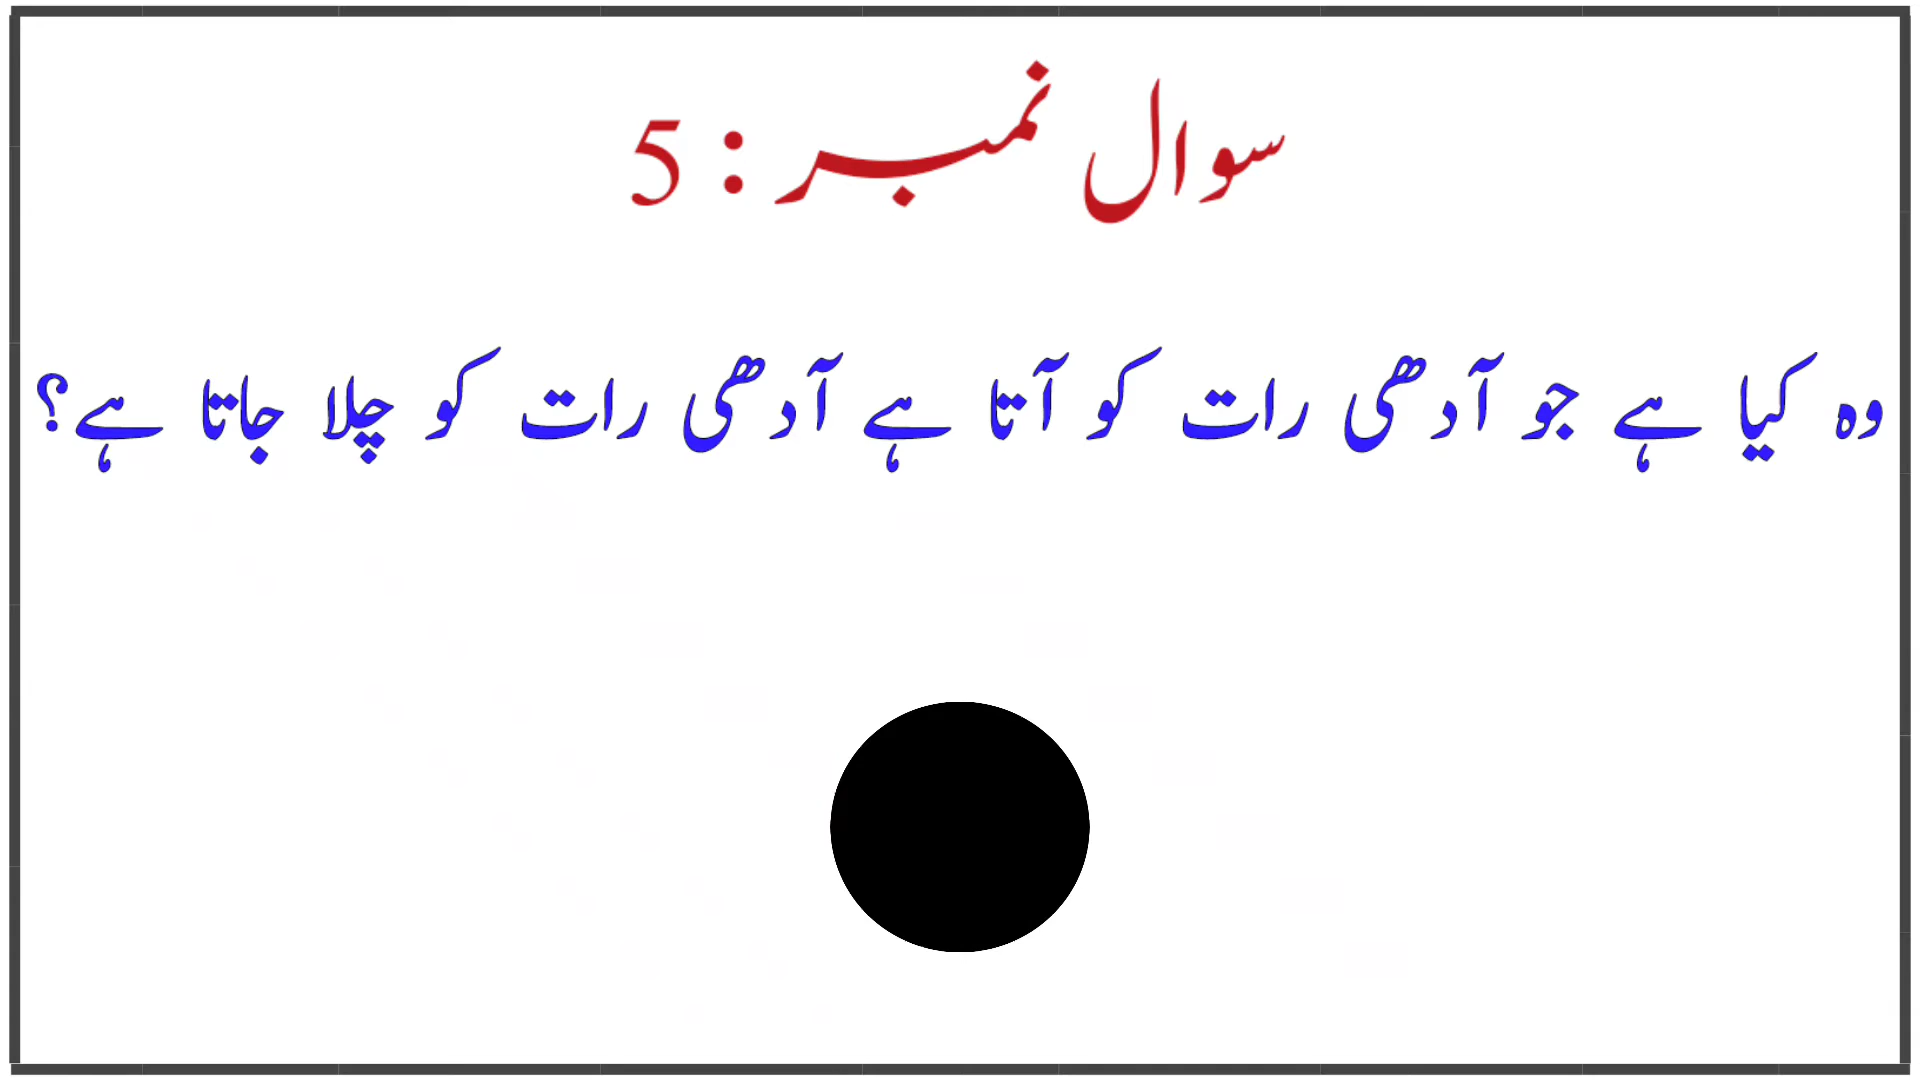 سوال نمبر : 5
وہ کیا ہے جو آدھی رات کو آتا ہے آدھی رات کو چلا جاتا ہے؟